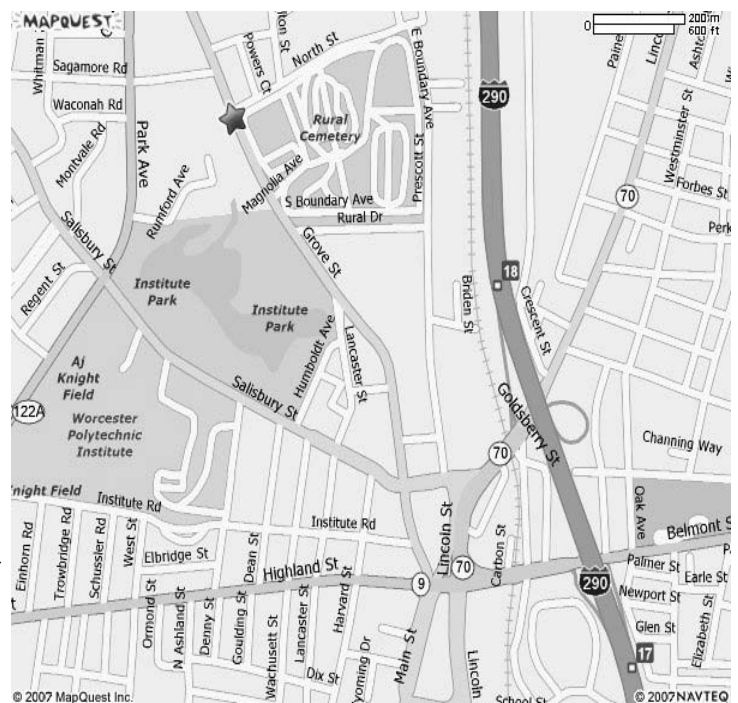 MAPQUEST
200 m
0
600 ft
Whitman
Sagamore Rd
Waconah Rd
Montvale Rd
Park Ave
Rumford Ave
Powers Ct
North St
Rural
Cemetery
E Boundary Ave
Prescott St
Magnolia Ave
S Boundary Ave
Rural Dr
Grove St
290
Paine
Lincoln
Ashto
Westminster St
Forbes St
70
Perk
18
Briden St
Crescent St
Salisbury St
Regent St
Institute
Park
Institute
Park
Humboldt Ave
Lancaster St
Aj
Knight
Field
122A
Worcester
Polytechnic
Institute
Salisbury St
Goldsberry St
70
Channing Way
Knight Field
Institute Rd
Institute Rd
Lincoln St
Oak Ave
Belmont S
Einhorn Rd
Trowbridge Rd
Schussler Rd
West St
Elbridge St
Dean St
Highland St
9
70
Carbon St
290
Palmer St
Earle St
Newport St
Glen St
Elizabeth St
17
Ormond St
N Ashland St
Denny St
Goulding St
Wachusett St
Lancaster St
Harvard St
Dix St
yoming Dr
Main St
Lincoln
School St
© 2007 MapQuest Inc.
© 2007 NAVTEQ